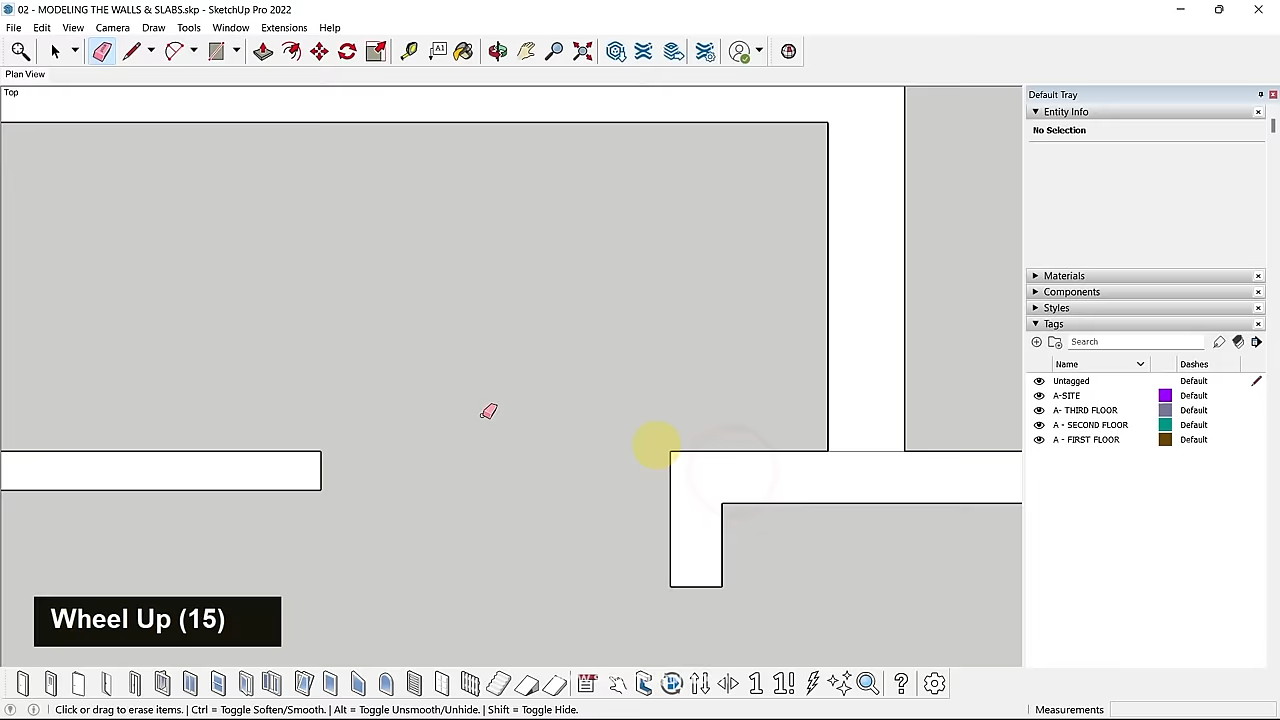 02 - MODELING THE WALLS & SLABS.skp - SketchUp Pro 2022
File Edit View Camera Draw Tools Window Extensions Help
A1
Plan View
Top
Default Tray
Entity Info
No Selection
Materials
Components
Styles
Tags
Search
Name Dashes
Untagged Default
A-SITE Default
A- THIRD FLOOR Default
A - SECOND FLOOR Default
A - FIRST FLOOR Default
Wheel Up (15)
1 1! ?
Click or drag to erase items. | Ctrl = Toggle Soften/Smooth. | Alt = Toggle Unsmooth/Unhide. | Shift = Toggle Hide.
Measurements